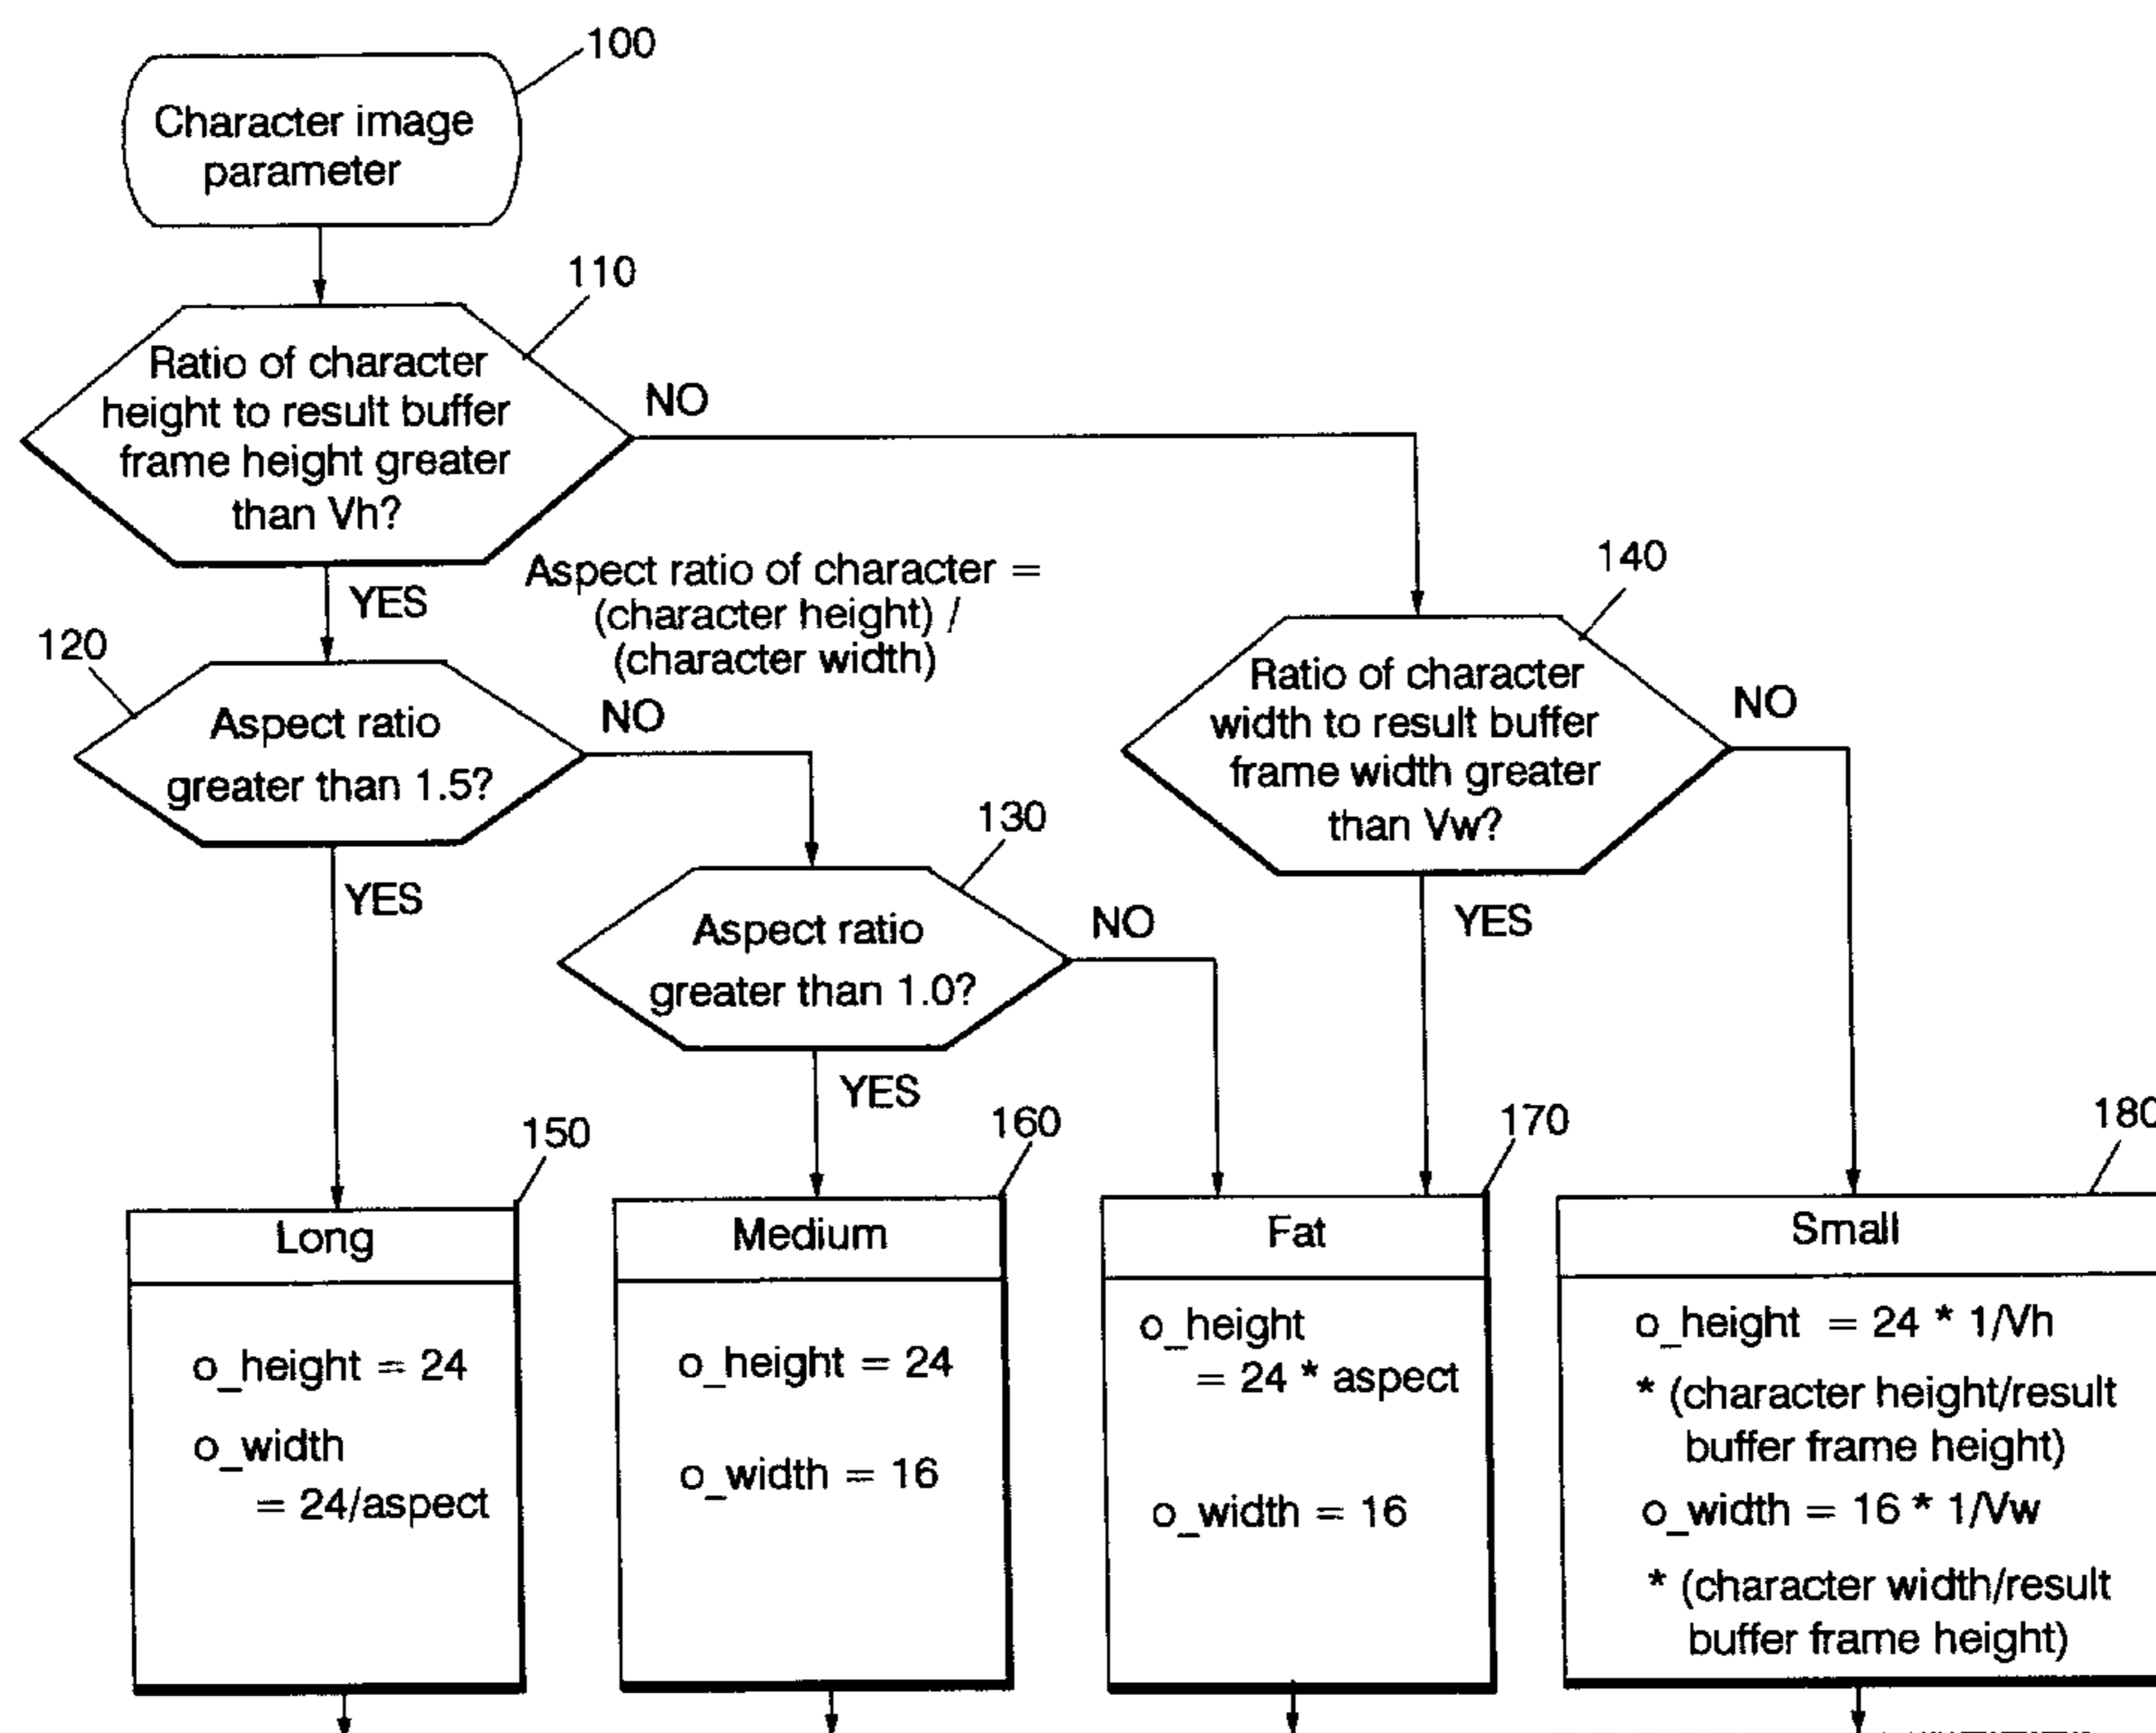 100
Character image
parameter
110
Ratio of character
height to result buffer
frame height greater
than Vh?
NO
YES
Aspect ratio of character =
(character height) /
(character width)
120
Aspect ratio
greater than 1.5?
NO
YES
130
Aspect ratio
greater than 1.0?
NO
YES
140
Ratio of character
width to result buffer
frame width greater
than Vw?
NO
YES
150
Long
o_height = 24
o_width
= 24/aspect
160
Medium
o_height = 24
o_width = 16
170
Fat
o_height
= 24 * aspect
o_width = 16
180
Small
o_height = 24 * 1/Vh
* (character height/result
buffer frame height)
o_width = 16 * 1/Vw
* (character width/result
buffer frame height)